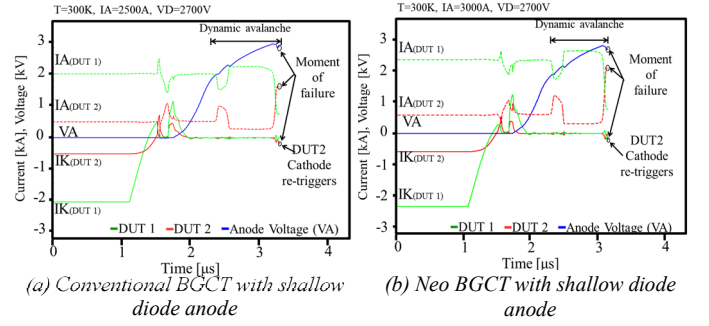 T=300K, IA=2500A, VD=2700V
Dynamic avalanche
Current [kA], Voltage [kV]
3
2
1
0
-1
-2
-3
IA(DUT 1)
IA(DUT 2)
VA
IK(DUT 2)
IK(DUT 1)
Moment
of
failure
DUT2
Cathode
re-triggers
DUT 1
DUT 2
Anode Voltage (VA)
0
1
2
3
4
Time [µs]
(a) Conventional BGCT with shallow
diode anode
T=300K, IA=3000A, VD=2700V
Dynamic avalanche
Current [kA], Voltage [kV]
3
2
1
0
-1
-2
-3
IA(DUT 1)
IA(DUT 2)
VA
IK(DUT 2)
IK(DUT 1)
Moment
of
failure
DUT2
Cathode
re-triggers
DUT 1
DUT 2
Anode Voltage (VA)
0
1
2
3
4
Time [µs]
(b) Neo BGCT with shallow diode
anode